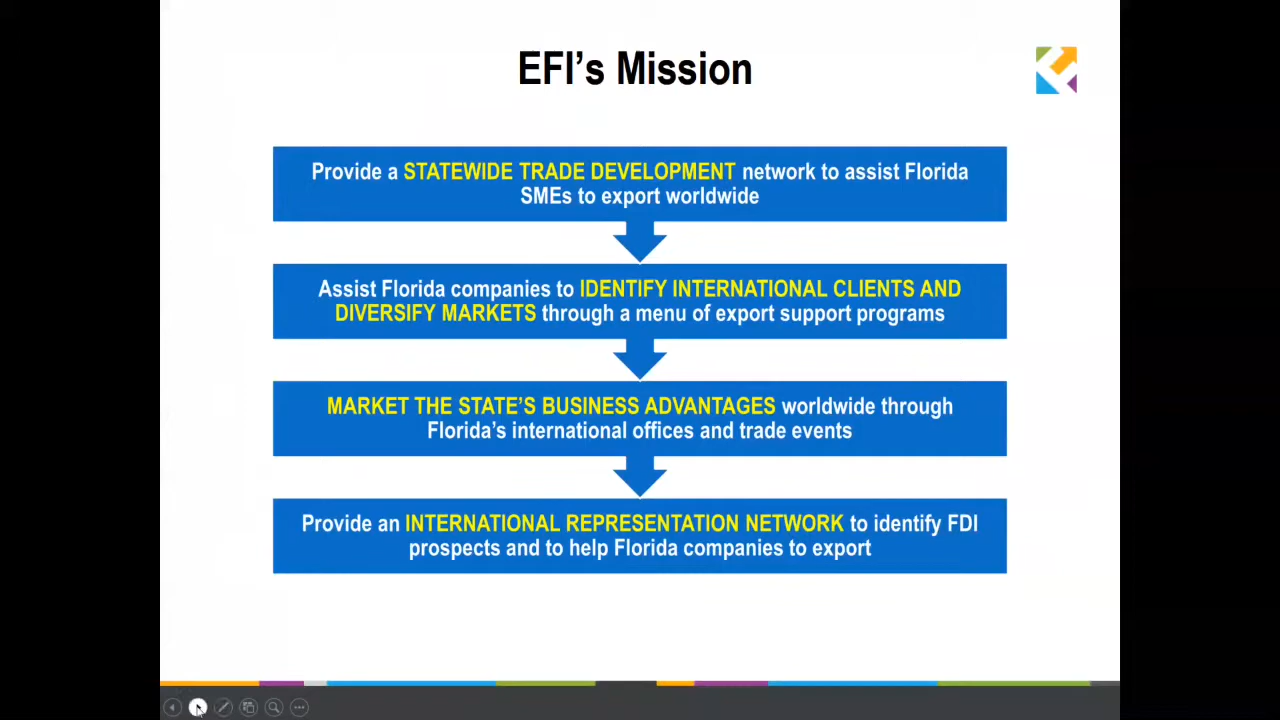 EFI’s Mission
Provide a STATEWIDE TRADE DEVELOPMENT network to assist Florida
SMEs to export worldwide
Assist Florida companies to IDENTIFY INTERNATIONAL CLIENTS AND
DIVERSIFY MARKETS through a menu of export support programs
MARKET THE STATE’S BUSINESS ADVANTAGES worldwide through
Florida’s international offices and trade events
Provide an INTERNATIONAL REPRESENTATION NETWORK to identify FDI
prospects and to help Florida companies to export